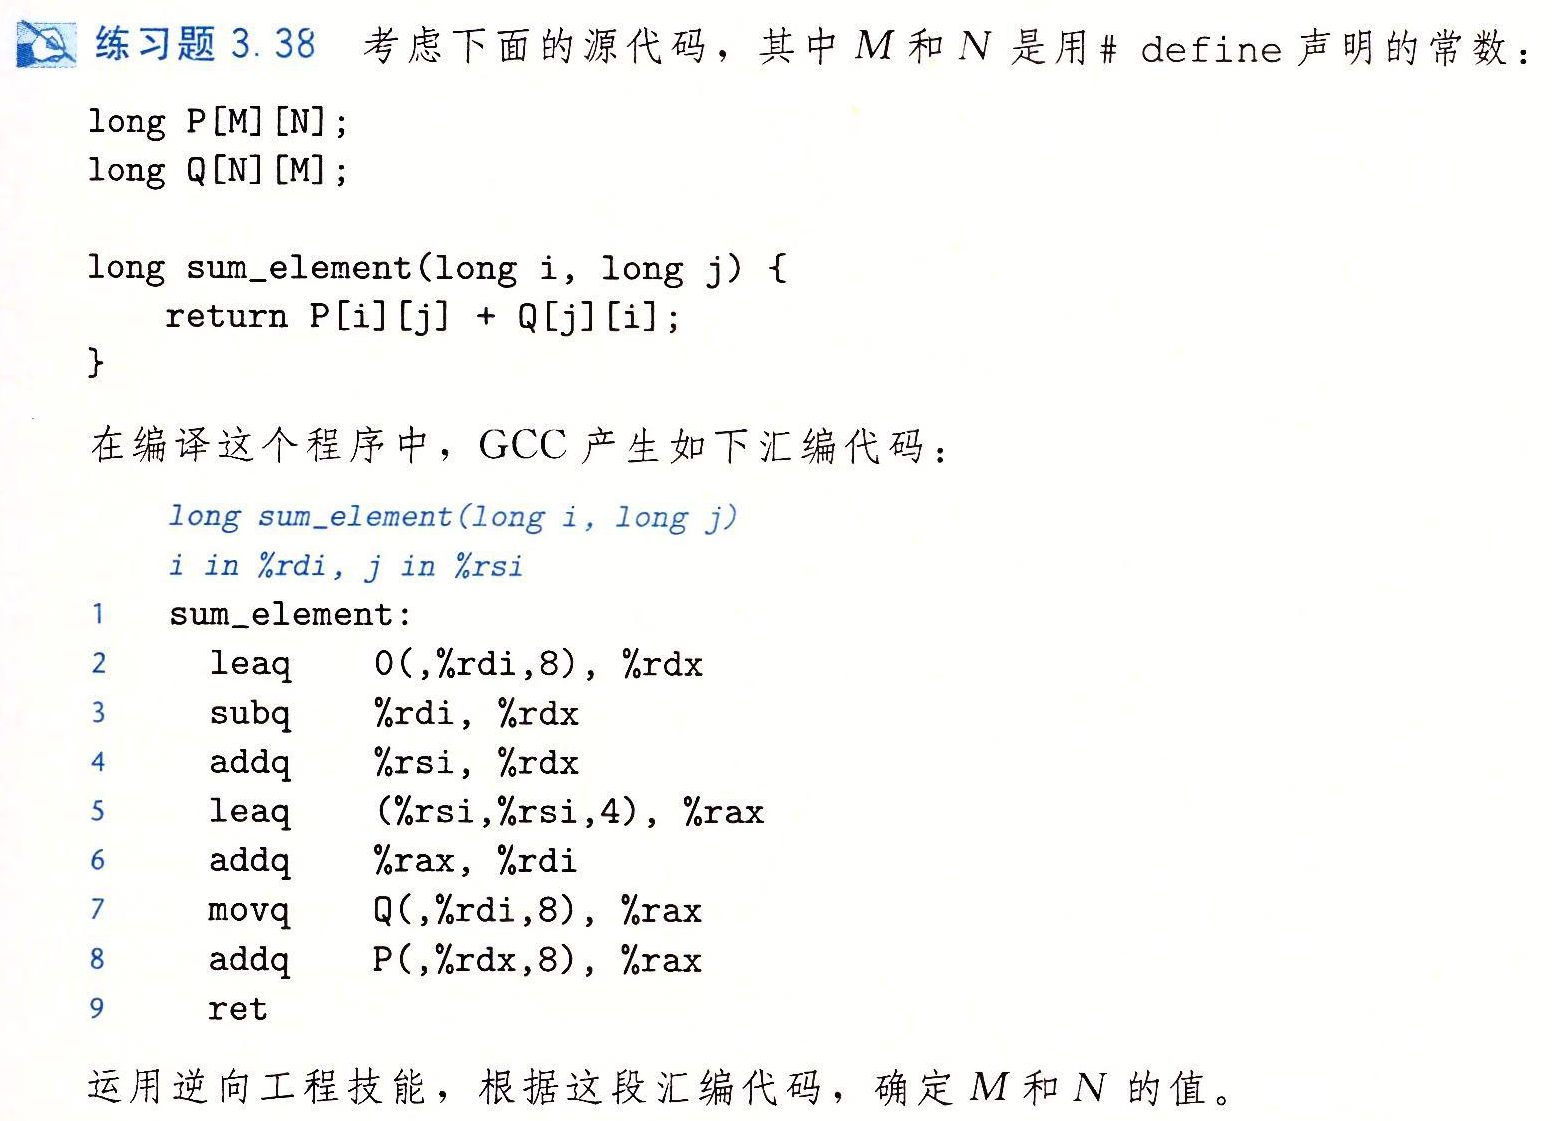 练习题 3.38 考虑下面的源代码，其中 M 和 N 是用# define 声明的常数：
long P[M][N];
long Q[N][M];
long sum_element(long i, long j) {
    return P[i][j] + Q[j][i];
}
在编译这个程序中，GCC 产生如下汇编代码：
long sum_element(long i, long j)
i in %rdi, j in %rsi
1 sum_element:
2 leaq 0(,%rdi,8), %rdx
3 subq %rdi, %rdx
4 addq %rsi, %rdx
5 leaq (%rsi,%rsi,4), %rax
6 addq %rax, %rdi
7 movq Q(,%rdi,8), %rax
8 addq P(,%rdx,8), %rax
9 ret
运用逆向工程技能，根据这段汇编代码，确定 M 和 N 的值。